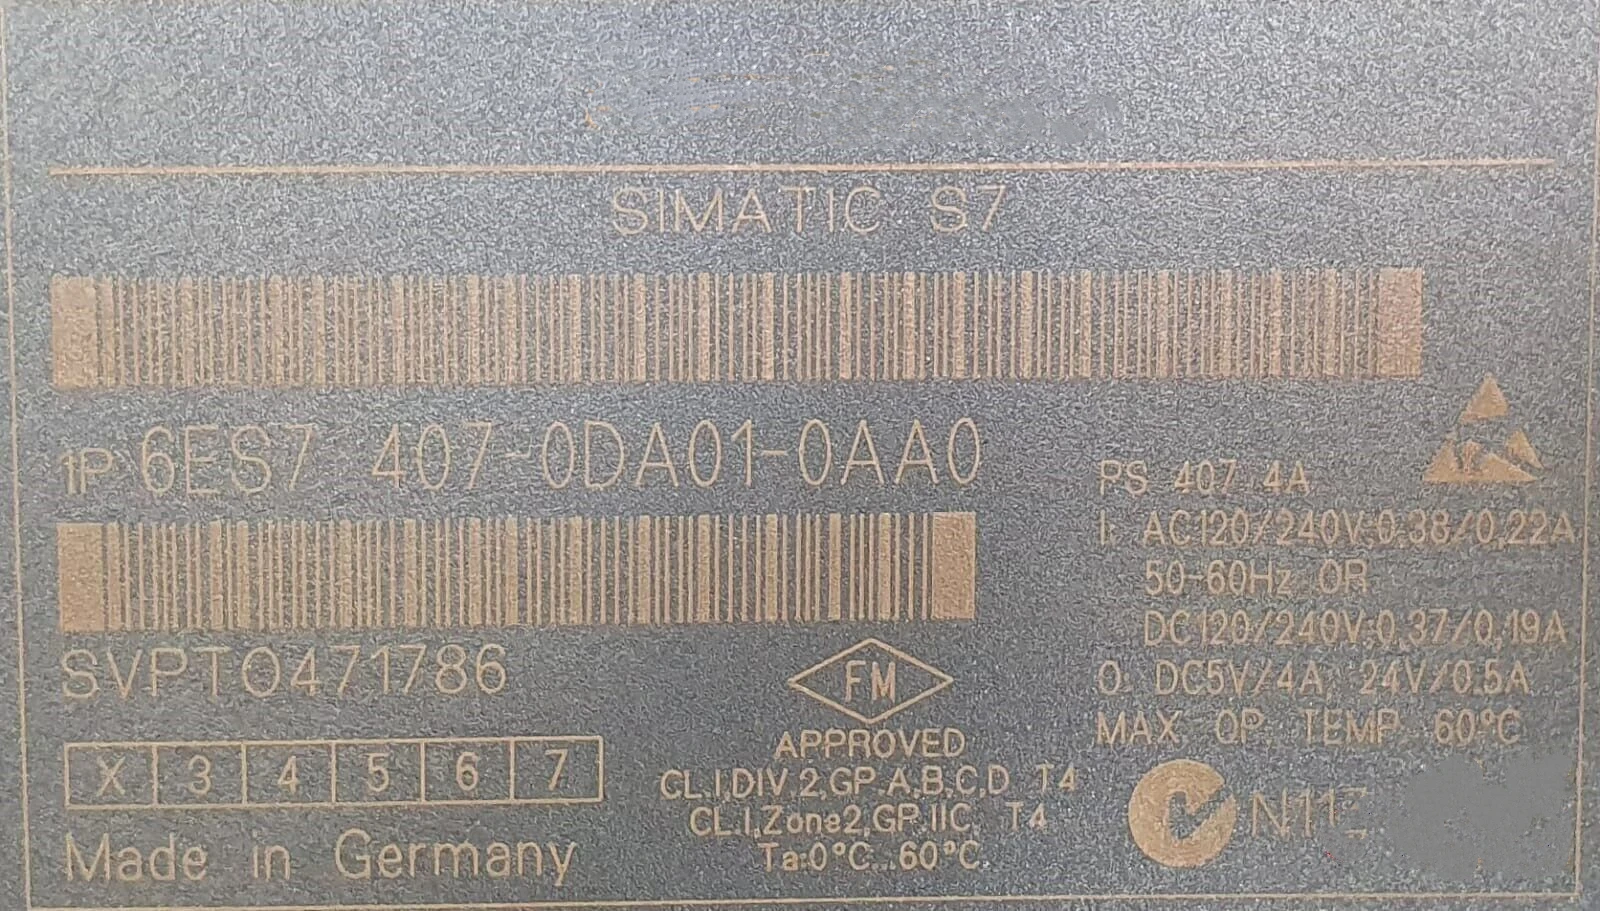 SIMATIC S7
1P 6ES7 407-0DA01-0AA0
SVPTO471786
X 3 4 5 6 7
Made in Germany
FM
APPROVED
CL.I,DIV.2,GP.A,B,C,D T4
CL.I,Zone2,GP.IIC T4
Ta:0°C...60°C
PS 407 4A
I: AC120/240V:0,38/0,22A
50-60Hz OR
DC120/240V:0,37/0,19A
O: DC5V/4A, 24V/0,5A
MAX OP. TEMP 60°C